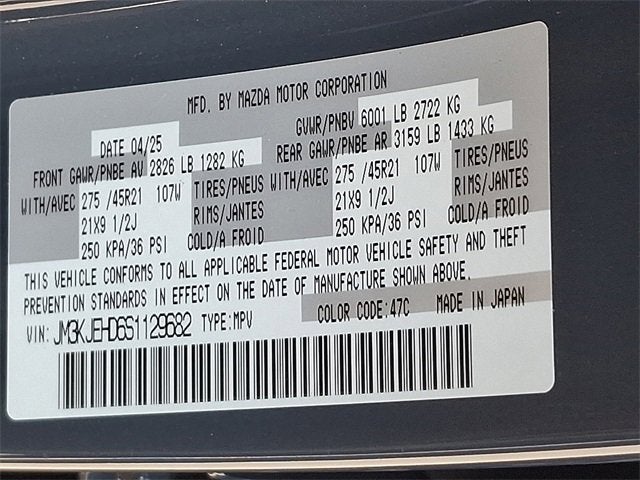 MFD. BY MAZDA MOTOR CORPORATION
DATE 04/25 GVWR/PNBV 6001 LB 2722 KG
FRONT GAWR/PNBE AV 2826 LB 1282 KG REAR GAWR/PNBE AR 3159 LB 1433 KG
WITH/AVEC 275 /45R21 107W TIRES/PNEUS WITH/AVEC 275 /45R21 107W TIRES/PNEUS
21X9 1/2J RIMS/JANTES 21X9 1/2J RIMS/JANTES
250 KPA/36 PSI COLD/A FROID 250 KPA/36 PSI COLD/A FROID
THIS VEHICLE CONFORMS TO ALL APPLICABLE FEDERAL MOTOR VEHICLE SAFETY AND THEFT
PREVENTION STANDARDS IN EFFECT ON THE DATE OF MANUFACTURE SHOWN ABOVE.
VIN: JM3KJEHD6S1129682 TYPE:MPV COLOR CODE:47C MADE IN JAPAN